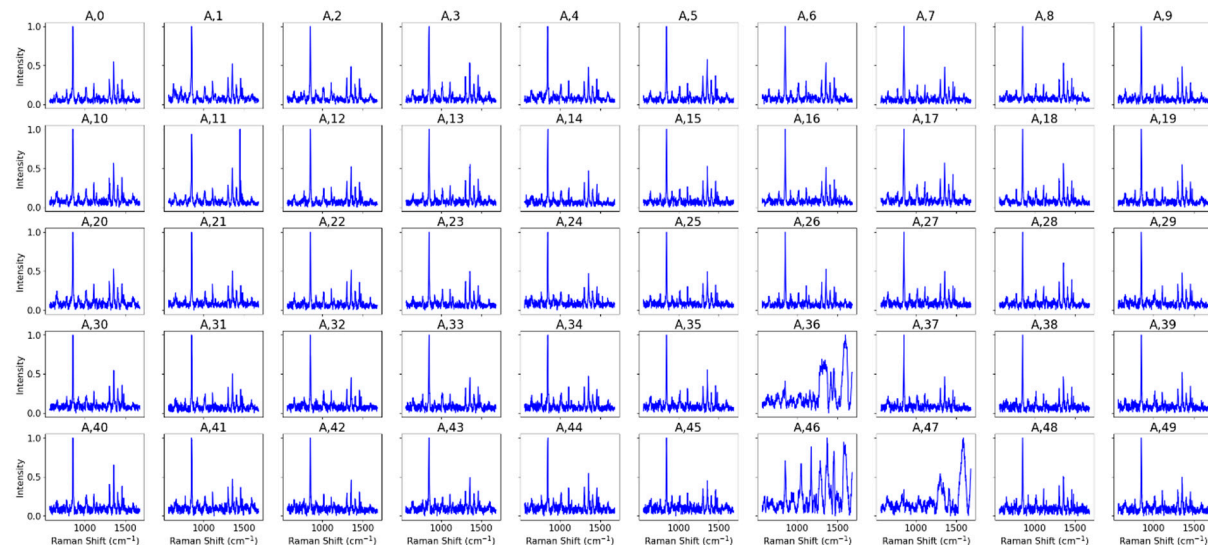 A,0 A,1 A,2 A,3 A,4 A,5 A,6 A,7 A,8 A,9
1.0
Intensity
0.5
0.0
A,10 A,11 A,12 A,13 A,14 A,15 A,16 A,17 A,18 A,19
1.0
Intensity
0.5
0.0
A,20 A,21 A,22 A,23 A,24 A,25 A,26 A,27 A,28 A,29
1.0
Intensity
0.5
0.0
A,30 A,31 A,32 A,33 A,34 A,35 A,36 A,37 A,38 A,39
1.0
Intensity
0.5
0.0
A,40 A,41 A,42 A,43 A,44 A,45 A,46 A,47 A,48 A,49
1.0
Intensity
0.5
0.0
1000 1500 1000 1500 1000 1500 1000 1500 1000 1500 1000 1500 1000 1500 1000 1500 1000 1500 1000 1500
Raman Shift (cm⁻¹) Raman Shift (cm⁻¹) Raman Shift (cm⁻¹) Raman Shift (cm⁻¹) Raman Shift (cm⁻¹) Raman Shift (cm⁻¹) Raman Shift (cm⁻¹) Raman Shift (cm⁻¹) Raman Shift (cm⁻¹) Raman Shift (cm⁻¹)